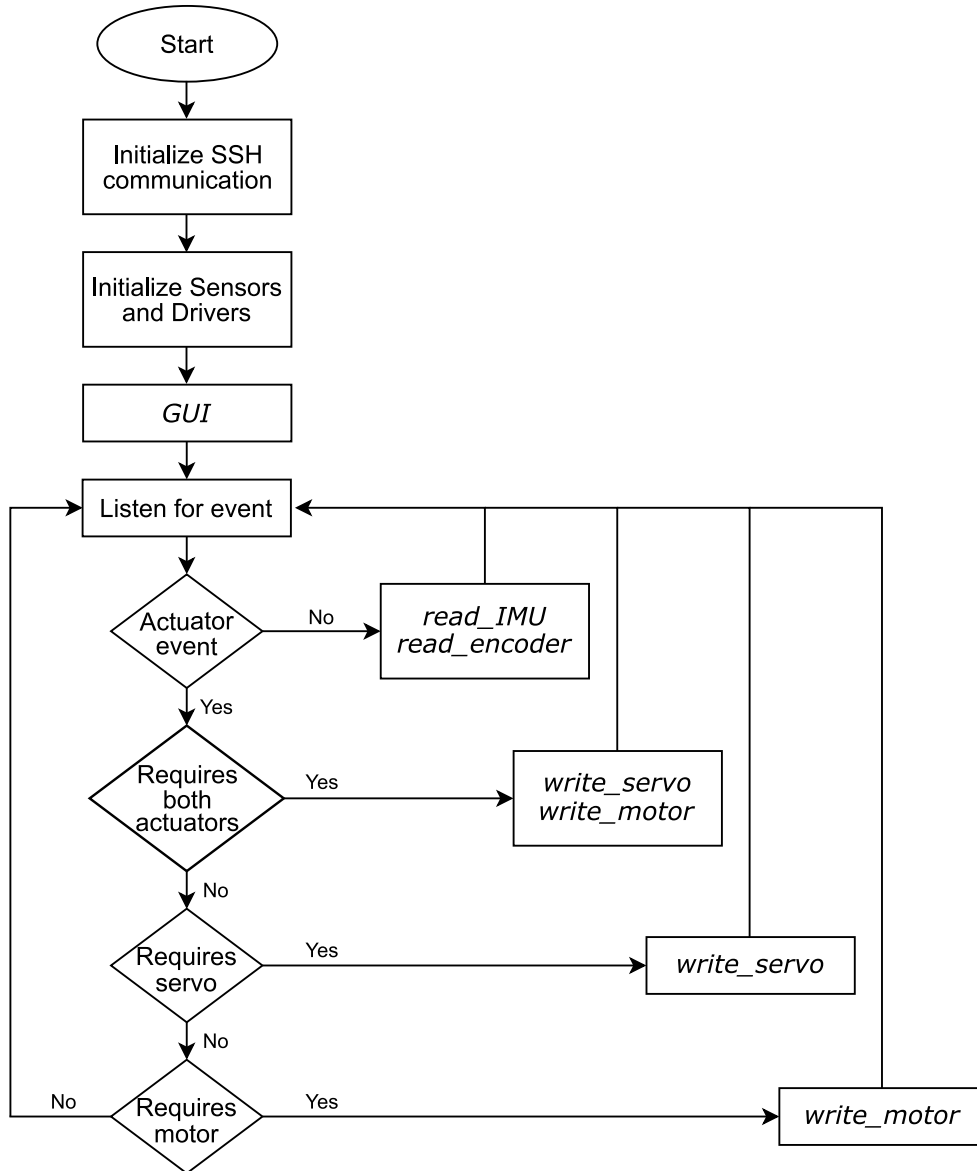 Start
Initialize SSH
communication
Initialize Sensors
and Drivers
GUI
Listen for event
Actuator
event
No
read_IMU
read_encoder
Yes
Requires
both
actuators
Yes
write_servo
write_motor
No
Requires
servo
Yes
write_servo
No
No
Requires
motor
Yes
write_motor